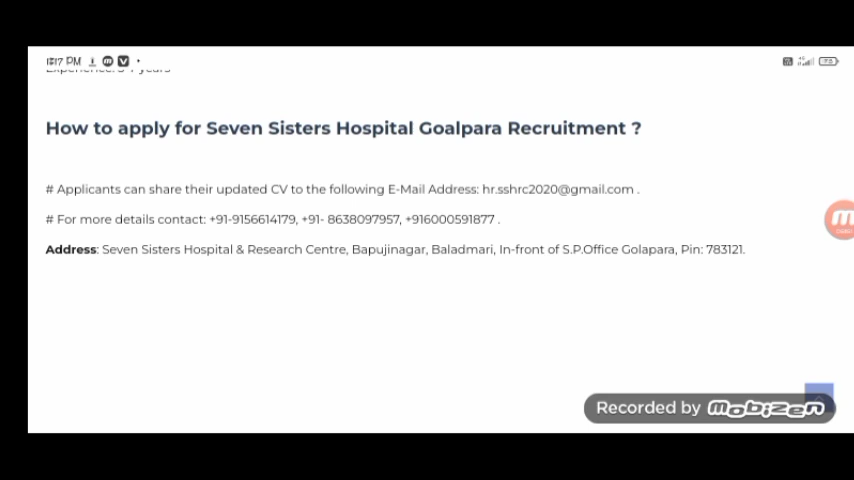 PM
How to apply for Seven Sisters Hospital Goalpara Recruitment ?
# Applicants can share their updated CV to the following E-Mail Address: hr.sshrc2020@gmail.com .
# For more details contact: +91-9156614179, +91- 8638097957, +916000591877 .
Address: Seven Sisters Hospital & Research Centre, Bapujinagar, Baladmari, In-front of S.P.Office Golapara, Pin: 783121.
Recorded by mobizen